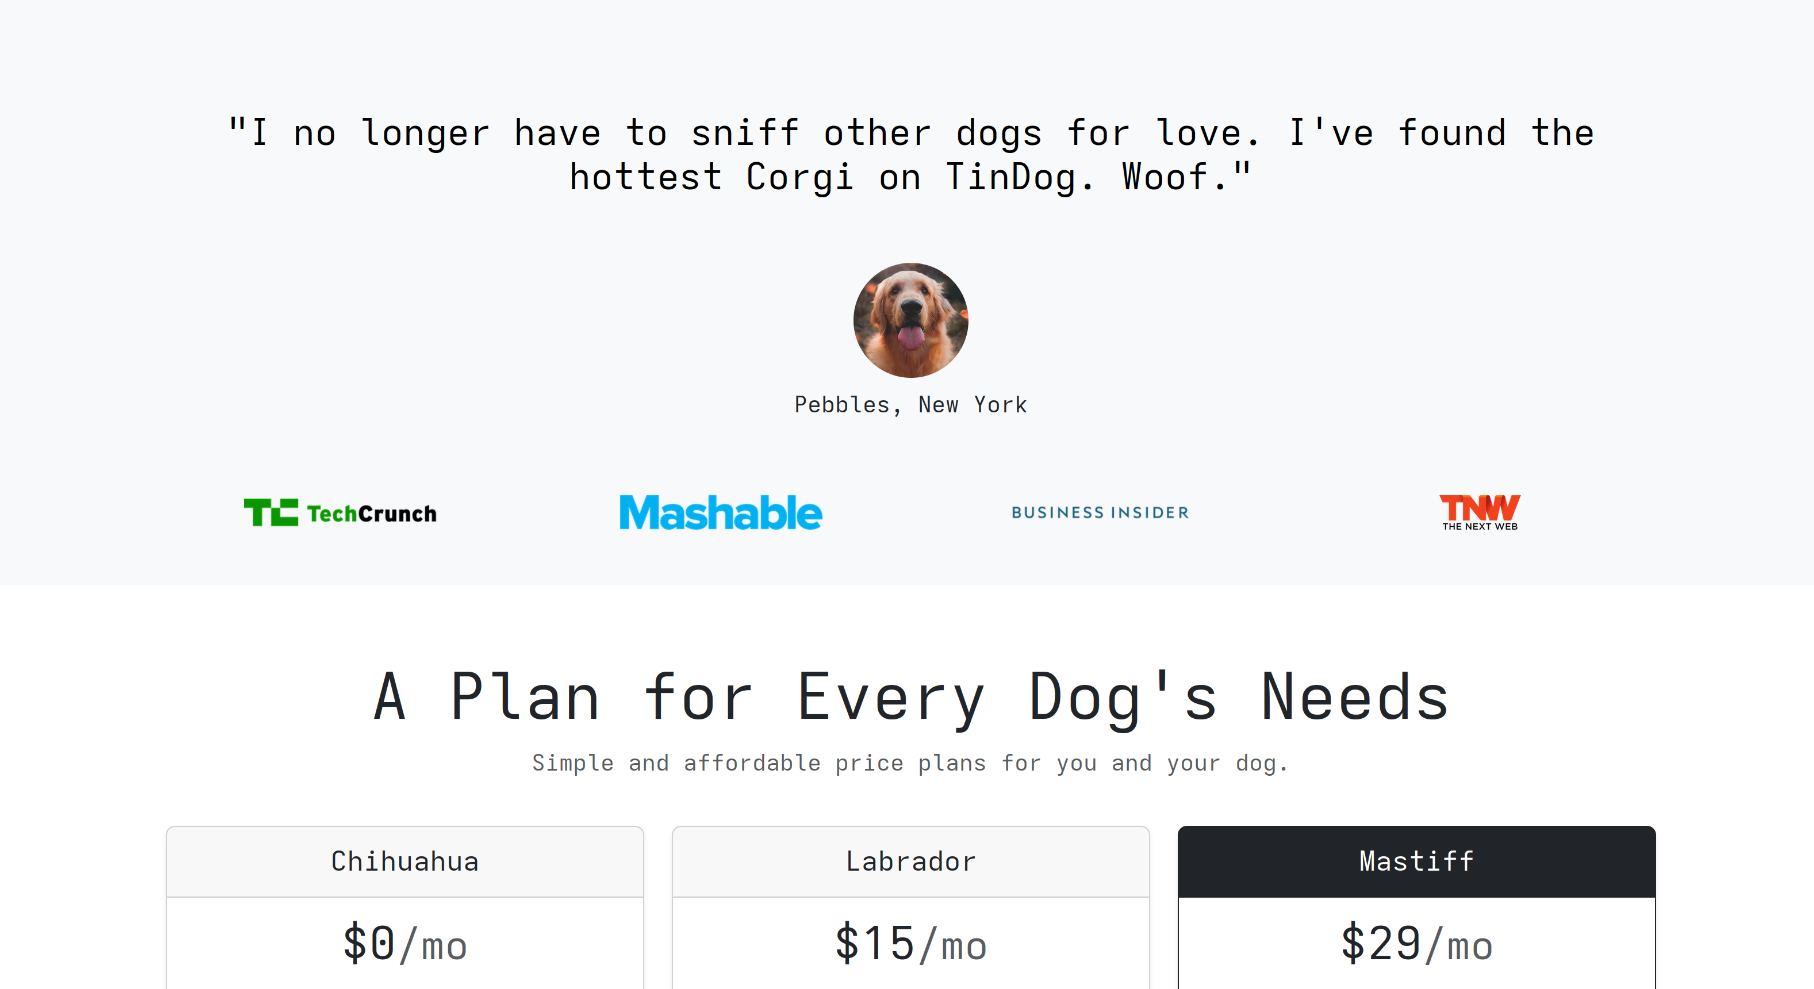 "I no longer have to sniff other dogs for love. I've found the
hottest Corgi on TinDog. Woof."
Pebbles, New York
TC TechCrunch
Mashable
BUSINESS INSIDER
TNW
THE NEXT WEB
A Plan for Every Dog's Needs
Simple and affordable price plans for you and your dog.
Chihuahua
Labrador
Mastiff
$0/mo
$15/mo
$29/mo